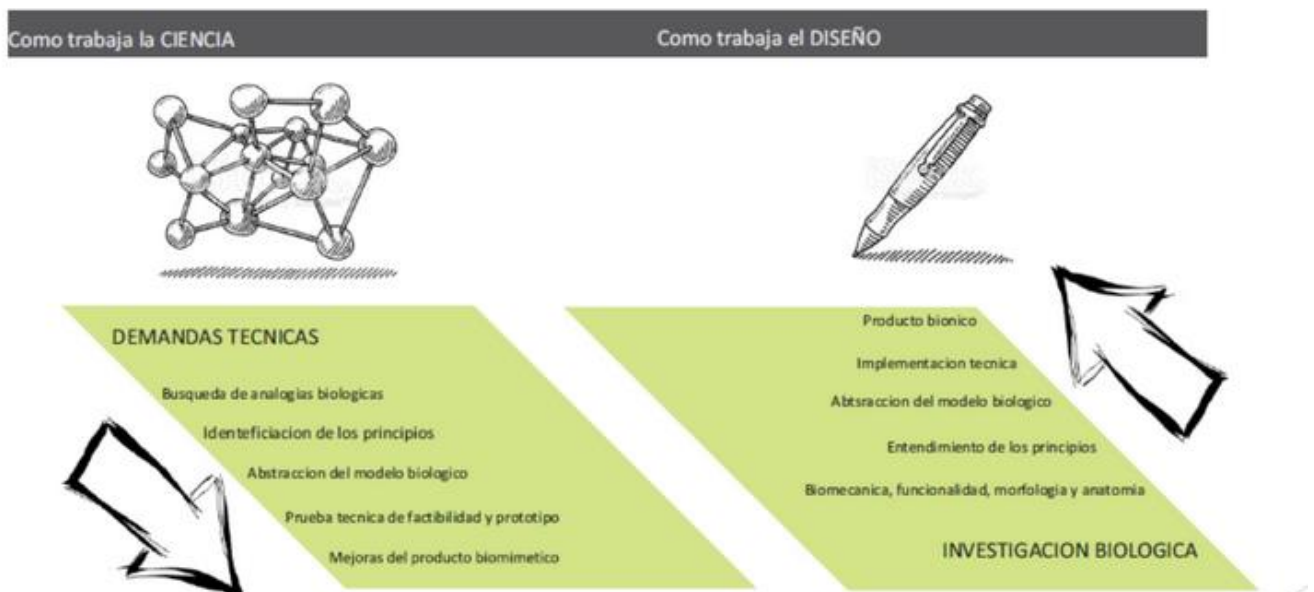 Como trabaja la CIENCIA
Como trabaja el DISEÑO
DEMANDAS TECNICAS
Busqueda de analogias biologicas
Identeficiacion de los principios
Abstraccion del modelo biologico
Prueba tecnica de factibilidad y prototipo
Mejoras del producto biomimetico
Producto bionico
Implementacion tecnica
Abtsraccion del modelo biologico
Entendimiento de los principios
Biomecanica, funcionalidad, morfologia y anatomia
INVESTIGACION BIOLOGICA